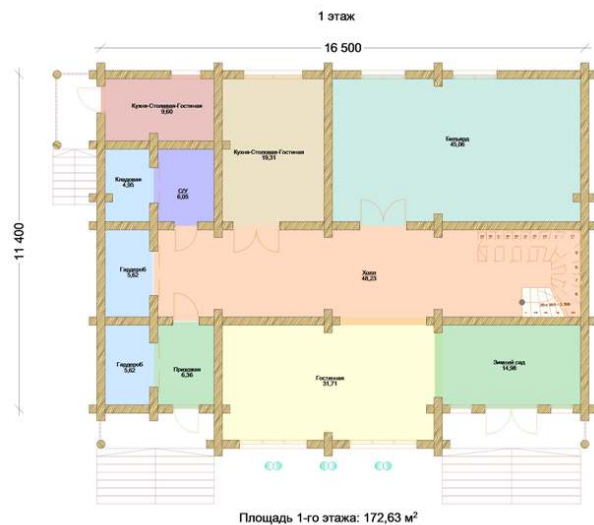 1 этаж
16 500
11 400
Кухня-Столовая-Гостиная
9,60
Кухня-Столовая-Гостиная
19,31
Бильярд
45,06
Кладовая
4,95
С/У
6,05
Гардероб
5,62
Холл
48,23
Гардероб
5,62
Прихожая
6,36
Гостинная
31,71
Зимний сад
14,98
Площадь 1-го этажа: 172,63 м²